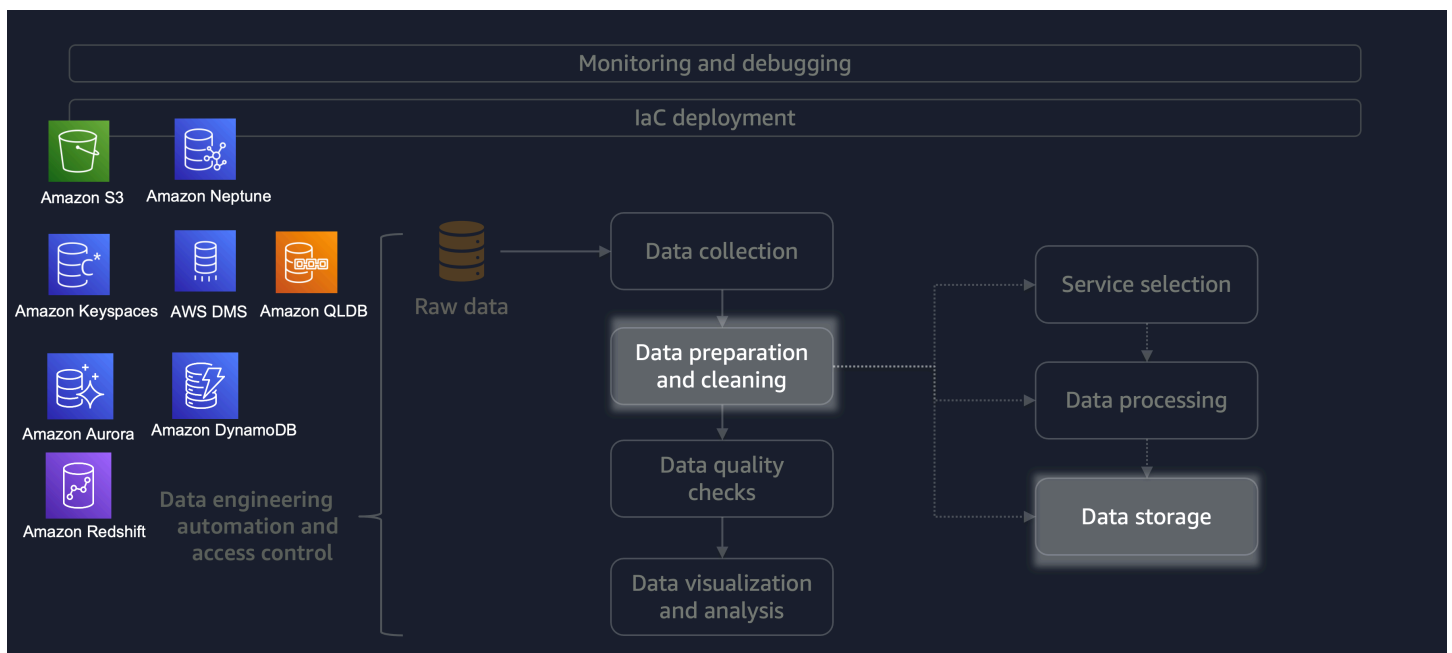 Monitoring and debugging
IaC deployment
Amazon S3
Amazon Neptune
Amazon Keyspaces
AWS DMS
Amazon QLDB
Amazon Aurora
Amazon DynamoDB
Amazon Redshift
Data engineering
automation and
access control
Raw data
Data collection
Data preparation
and cleaning
Data quality
checks
Data visualization
and analysis
Service selection
Data processing
Data storage